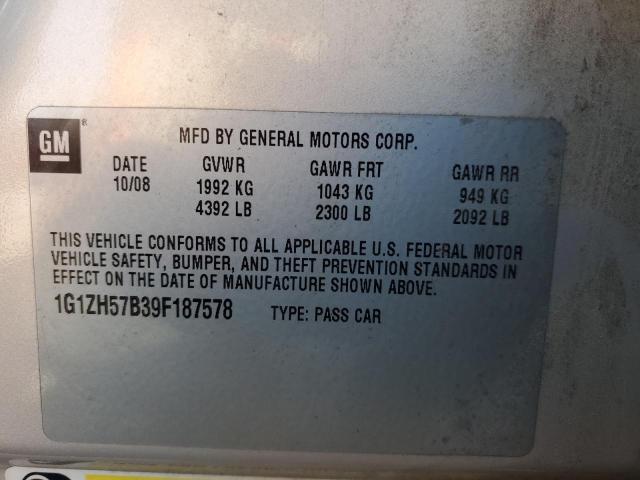 GM ®
MFD BY GENERAL MOTORS CORP.
DATE GVWR GAWR FRT GAWR RR
10/08 1992 KG 1043 KG 949 KG
4392 LB 2300 LB 2092 LB
THIS VEHICLE CONFORMS TO ALL APPLICABLE U.S. FEDERAL MOTOR
VEHICLE SAFETY, BUMPER, AND THEFT PREVENTION STANDARDS IN
EFFECT ON THE DATE OF MANUFACTURE SHOWN ABOVE.
1G1ZH57B39F187578 TYPE: PASS CAR